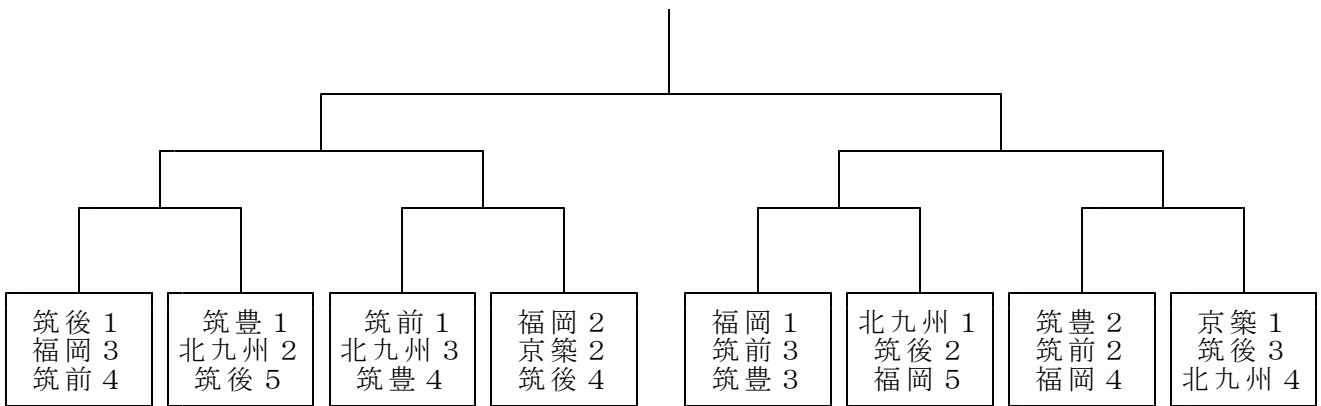 筑後１
福岡３
筑前４
筑豊１
北九州２
筑後５
筑前１
北九州３
筑豊４
福岡２
京築２
筑後４
福岡１
筑前３
筑豊３
北九州１
筑後２
福岡５
筑豊２
筑前２
福岡４
京築１
筑後３
北九州４